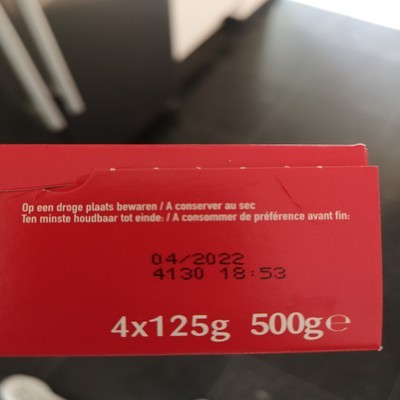 Op een droge plaats bewaren / A conserver au sec
Ten minste houdbaar tot einde: / A consommer de préférence avant fin:
04/2022
4130 18:53
4x125g 500g℮